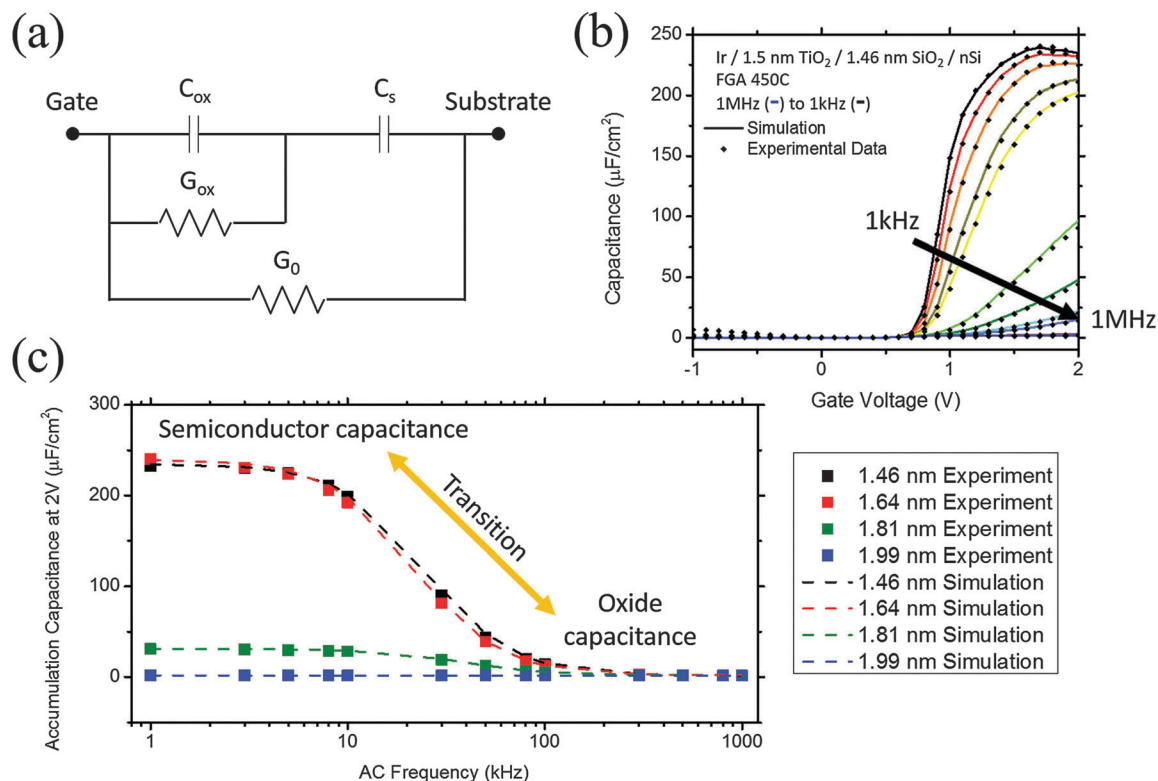 (a)
Gate
C_ox
C_s
Substrate
G_ox
G_0
(b)
Ir / 1.5 nm TiO₂ / 1.46 nm SiO₂ / nSi
FGA 450C
1MHz (-) to 1kHz (-)
Simulation
Experimental Data
1kHz
1MHz
250
200
150
100
50
0
Capacitance (µF/cm²)
-1
0
1
2
Gate Voltage (V)
(c)
300
200
100
0
Accumulation Capacitance at 2V (µF/cm²)
Semiconductor capacitance
Transition
Oxide
capacitance
1
10
100
1000
AC Frequency (kHz)
1.46 nm Experiment
1.64 nm Experiment
1.81 nm Experiment
1.99 nm Experiment
1.46 nm Simulation
1.64 nm Simulation
1.81 nm Simulation
1.99 nm Simulation